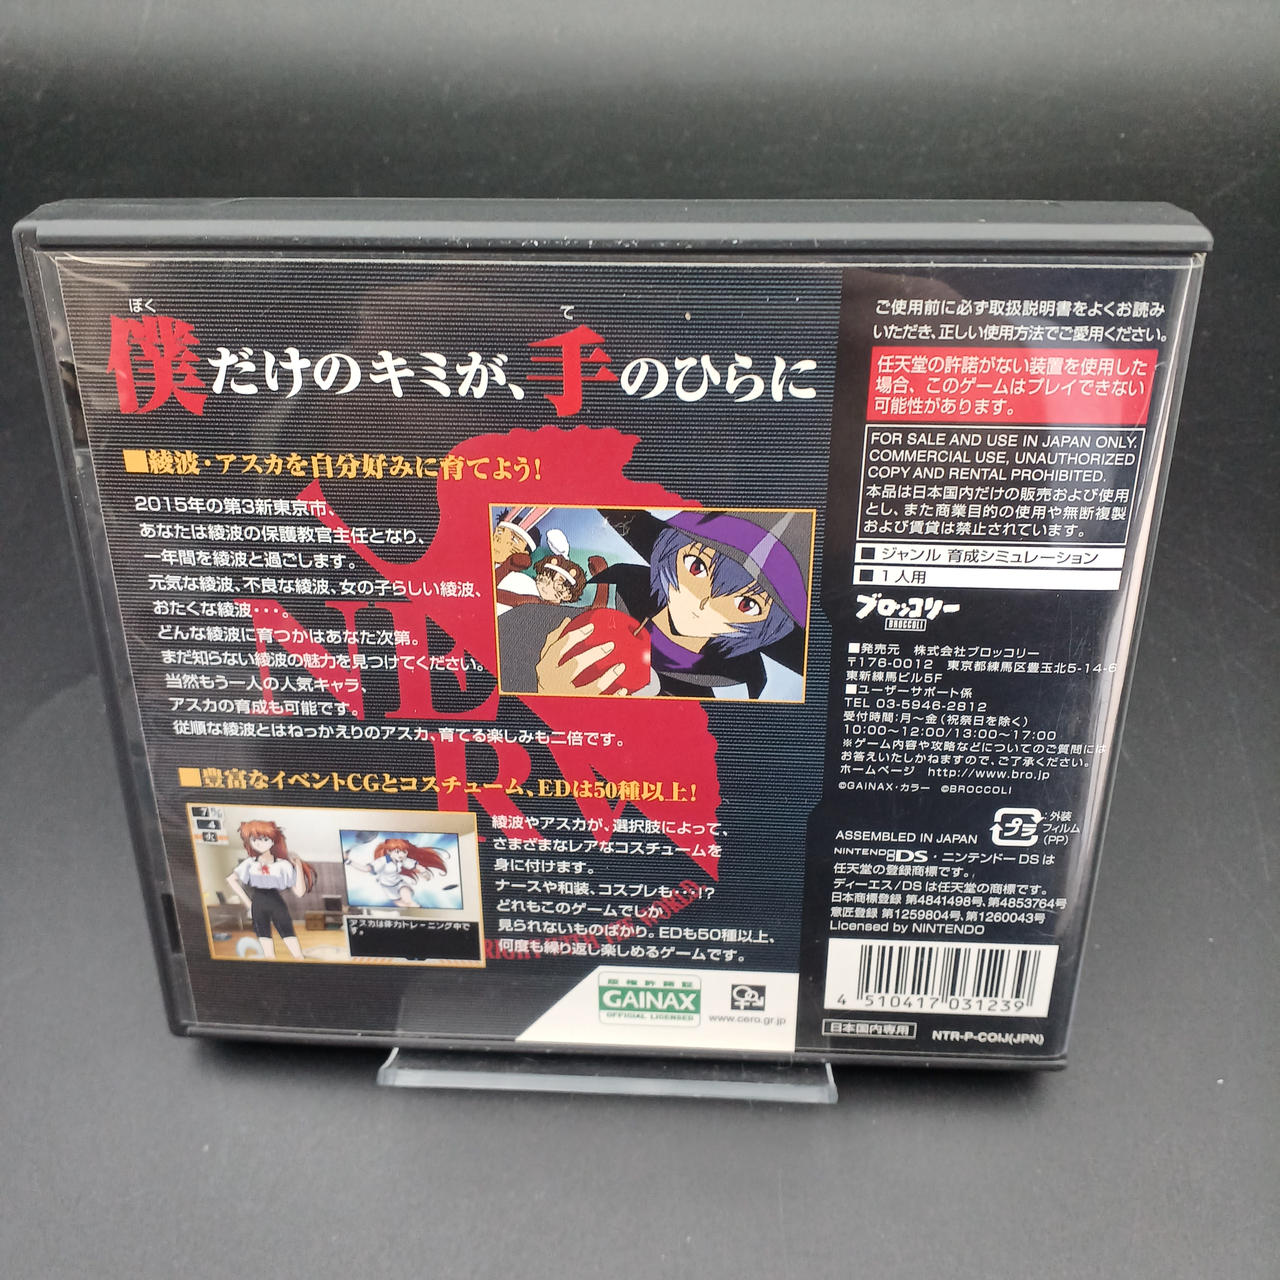 ぼく
て
僕だけのキミが、手のひらに
■綾波・アスカを自分好みに育てよう!
2015年の第3新東京市、
あなたは綾波の保護教官主任となり、
一年間を綾波と過ごします。
元気な綾波、不良な綾波、女の子らしい綾波、
おたくな綾波・・・。
どんな綾波に育つかはあなた次第。
まだ知らない綾波の魅力を見つけてください。
当然もう一人の人気キャラ、
アスカの育成も可能です。
従順な綾波とはねっかえりのアスカ、育てる楽しみも二倍です。
NERV
■豊富なイベントCGとコスチューム、EDは50種以上!
アスカは体力トレーニング中で
す。
綾波やアスカが、選択肢によって、
さまざまなレアなコスチュームを
身に付けます。
ナースや和装、コスプレも・・・!?
どれもこのゲームでしか
見られないものばかり。EDも50種以上、
何度も繰り返し楽しめるゲームです。
版権許諾証
GAINAX
OFFICIAL LICENSED
www.cero.gr.jp
ご使用前に必ず取扱説明書をよくお読み
いただき、正しい使用方法でご愛用ください。
任天堂の許諾がない装置を使用した
場合、このゲームはプレイできない
可能性があります。
FOR SALE AND USE IN JAPAN ONLY.
COMMERCIAL USE, UNAUTHORIZED
COPY AND RENTAL PROHIBITED.
本品は日本国内だけの販売および使用
とし、また商業目的の使用や無断複製
および賃貸は禁止されています。
■ジャンル 育成シミュレーション
■1人用
ブロッコリー
BROCCOLI
■発売元 株式会社ブロッコリー
〒176-0012 東京都練馬区豊玉北5-14-6
東新練馬ビル5F
■ユーザーサポート係
TEL 03-5946-2812
受付時間:月〜金(祝祭日を除く)
10:00〜12:00/13:00〜17:00
※ゲーム内容や攻略などについてのご質問には
お答えいたしかねますので、ご了承ください。
ホームページ http://www.bro.jp
©GAINAX・カラー ©BROCCOLI
プラ
:外装
フィルム
(PP)
ASSEMBLED IN JAPAN
NINTENDO DS・ニンテンドーDSは
任天堂の登録商標です。
ディーエス/DSは任天堂の商標です。
日本商標登録 第4841498号、第4853764号
意匠登録 第1259804号、第1260043号
Licensed by NINTENDO
4 510417 031239
日本国内専用
NTR-P-COIJ(JPN)